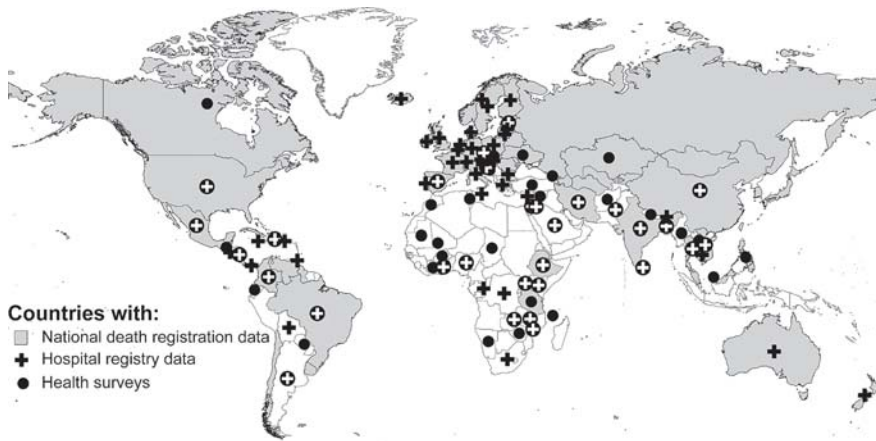 Countries with:
National death registration data
Hospital registry data
Health surveys